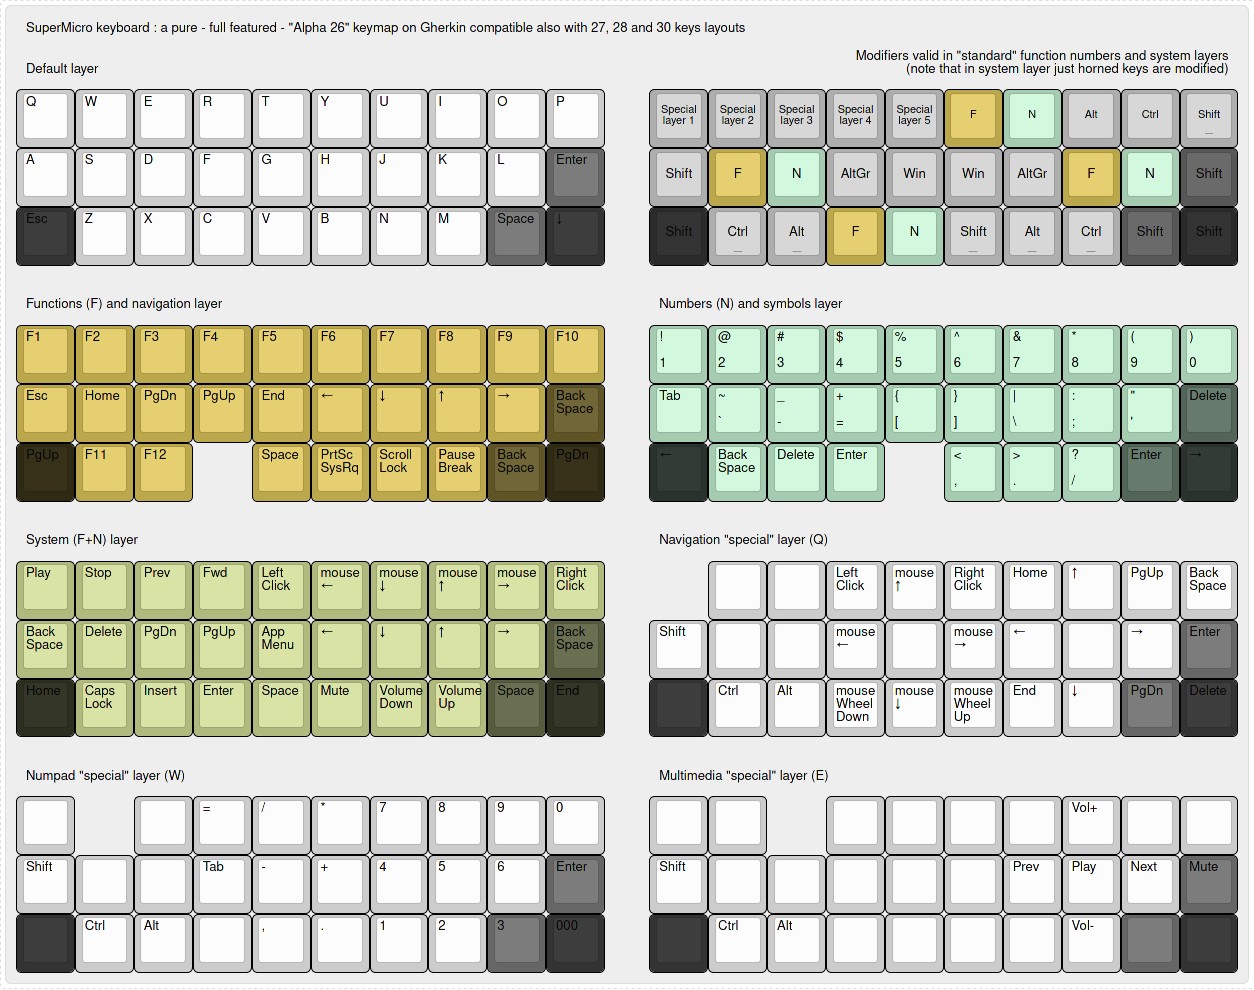 SuperMicro keyboard : a pure - full featured - "Alpha 26" keymap on Gherkin compatible also with 27, 28 and 30 keys layouts
Default layer
Q W E R T Y U I O P
A S D F G H J K L Enter
Esc Z X C V B N M Space ↓
Modifiers valid in "standard" function numbers and system layers
(note that in system layer just horned keys are modified)
Special Special Special Special Special F N Alt Ctrl Shift
layer 1 layer 2 layer 3 layer 4 layer 5 _
Shift F N AltGr Win Win AltGr F N Shift
Shift Ctrl Alt F N Shift Alt Ctrl Shift Shift
_ _ _ _ _
Functions (F) and navigation layer
F1 F2 F3 F4 F5 F6 F7 F8 F9 F10
Esc Home PgDn PgUp End ← ↓ ↑ → Back
Space
PgUp F11 F12 Space PrtSc Scroll Pause Back PgDn
SysRq Lock Break Space
Numbers (N) and symbols layer
! @ # $ % ^ & * ( )
1 2 3 4 5 6 7 8 9 0
Tab ~ _ + { } | : " Delete
` - = [ ] \ ; '
← Back Delete Enter < > ? Enter →
Space , . /
System (F+N) layer
Play Stop Prev Fwd Left mouse mouse mouse mouse Right
Click ← ↓ ↑ → Click
Back Delete PgDn PgUp App ← ↓ ↑ → Back
Space Menu Space
Home Caps Insert Enter Space Mute Volume Volume Space End
Lock Down Up
Navigation "special" layer (Q)
Left mouse Right Home ↑ PgUp Back
Click ↑ Click Space
Shift mouse mouse ← → Enter
← →
Ctrl Alt mouse mouse mouse End ↓ PgDn Delete
Wheel ↓ Wheel
Down Up
Numpad "special" layer (W)
= / * 7 8 9 0
Shift Tab - + 4 5 6 Enter
Ctrl Alt , . 1 2 3 000
Multimedia "special" layer (E)
Vol+
Shift Prev Play Next Mute
Ctrl Alt Vol-